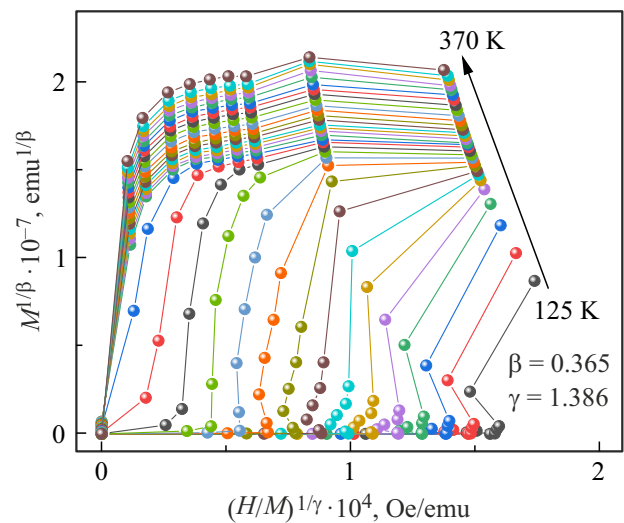 370 K
2
1
0
M^{1/β}·10^{-7}, emu^{1/β}
125 K
β = 0.365
γ = 1.386
0 1 2
(H/M)^{1/γ}·10^4, Oe/emu